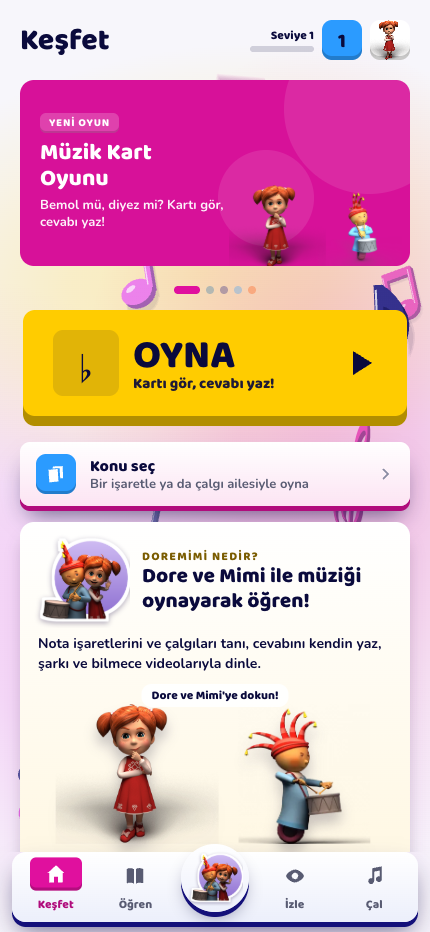 Keşfet
Seviye 1
1
YENİ OYUN
Müzik Kart
Oyunu
Bemol mü, diyez mi? Kartı gör,
cevabı yaz!
♭
OYNA
Kartı gör, cevabı yaz!
Konu seç
Bir işaretle ya da çalgı ailesiyle oyna
DOREMİMİ NEDİR?
Dore ve Mimi ile müziği
oynayarak öğren!
Nota işaretlerini ve çalgıları tanı, cevabını kendin yaz,
şarkı ve bilmece videolarıyla dinle.
Dore ve Mimi'ye dokun!
Keşfet
Öğren
İzle
Çal